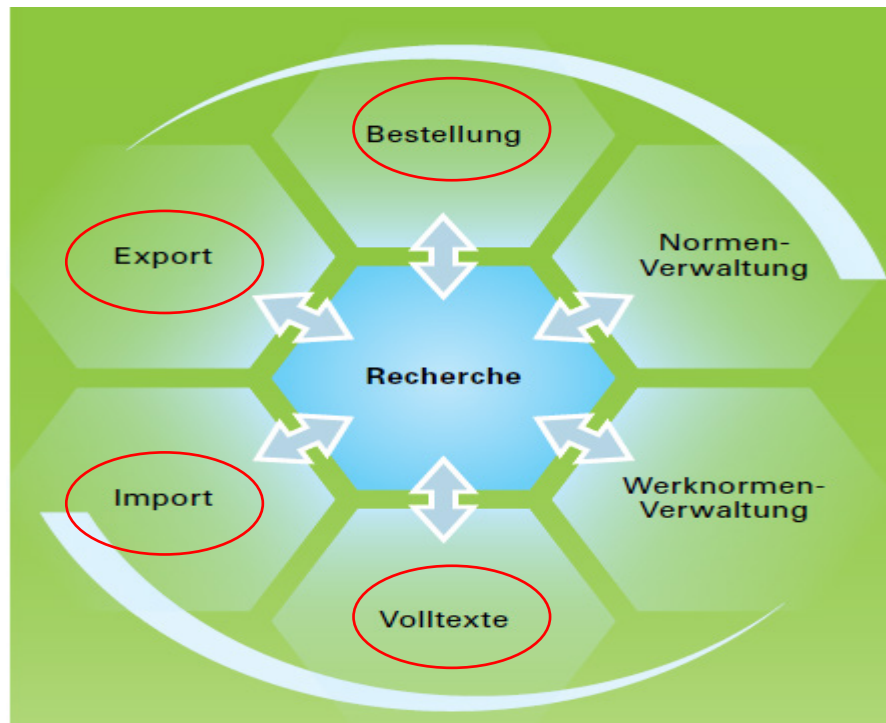 Bestellung
Export
Normen-
Verwaltung
Recherche
Import
Werknormen-
Verwaltung
Volltexte